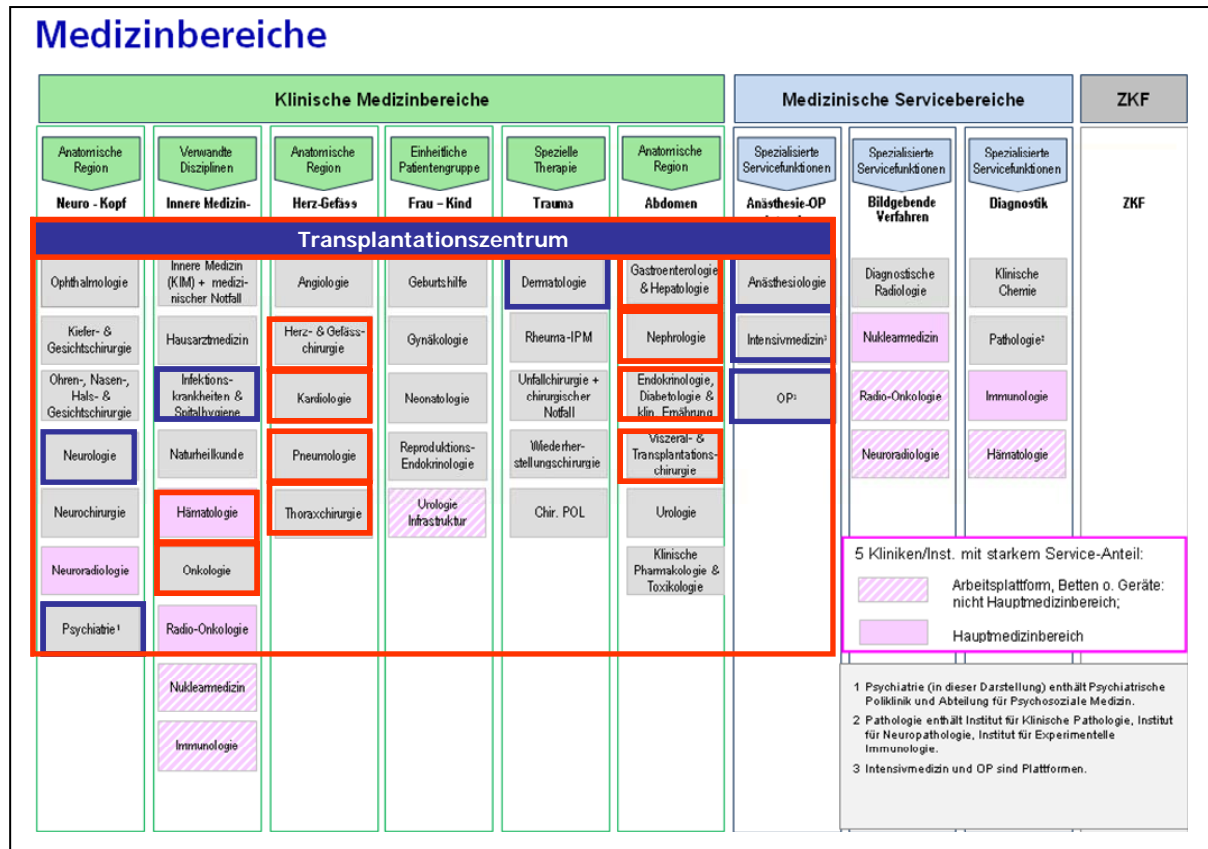 Medizinbereiche
Klinische Medizinbereiche
Medizinische Servicebereiche
ZKF
Anatomische
Region
Neuro - Kopf
Verwandte
Disziplinen
Innere Medizin-
Anatomische
Region
Herz-Gefäss
Einheitliche
Patientengruppe
Frau – Kind
Spezielle
Therapie
Trauma
Anatomische
Region
Abdomen
Spezialisierte
Servicefunktionen
Anästhesie-OP
Spezialisierte
Servicefunktionen
Bildgebende
Verfahren
Spezialisierte
Servicefunktionen
Diagnostik
ZKF
Transplantationszentrum
Ophthalmologie
Kiefer- &
Gesichtschirurgie
Ohren-, Nasen-,
Hals- &
Gesichtschirurgie
Neurologie
Neurochirurgie
Neuroradiologie
Psychiatrie¹
Innere Medizin
(KIM) + medizi-
nischer Notfall
Hausarztmedizin
Infektions-
krankheiten &
Spitalhygiene
Naturheilkunde
Hämatologie
Onkologie
Radio-Onkologie
Nuklearmedizin
Immunologie
Angiologie
Herz- & Gefäss-
chirurgie
Kardiologie
Pneumologie
Thoraxchirurgie
Geburtshilfe
Gynäkologie
Neonatologie
Reproduktions-
Endokrinologie
Urologie
Infrastruktur
Dermatologie
Rheuma-IPM
Unfallchirurgie +
chirurgischer
Notfall
Wiederher-
stellungschirurgie
Chir. POL
Gastroenterologie
& Hepatologie
Nephrologie
Endokrinologie,
Diabetologie &
klin. Ernährung
Viszeral- &
Transplantations-
chirurgie
Urologie
Klinische
Pharmakologie &
Toxikologie
Anästhesiologie
Intensivmedizin³
OP³
Diagnostische
Radiologie
Nuklearmedizin
Radio-Onkologie
Neuroradiologie
Klinische
Chemie
Pathologie²
Immunologie
Hämatologie
5 Kliniken/Inst. mit starkem Service-Anteil:
Arbeitsplattform, Betten o. Geräte:
nicht Hauptmedizinbereich;
Hauptmedizinbereich
1 Psychiatrie (in dieser Darstellung) enthält Psychiatrische
Poliklinik und Abteilung für Psychosoziale Medizin.
2 Pathologie enthält Institut für Klinische Pathologie, Institut
für Neuropathologie, Institut für Experimentelle
Immunologie.
3 Intensivmedizin und OP sind Plattformen.